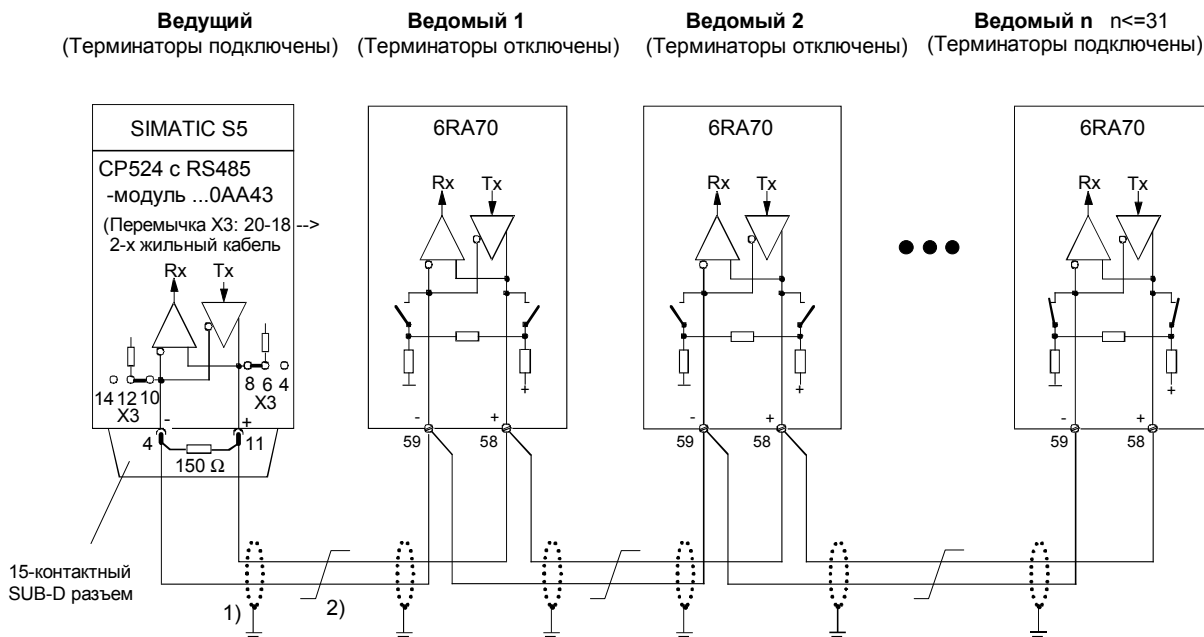 Ведущий
(Терминаторы подключены)
Ведомый 1
(Терминаторы отключены)
Ведомый 2
(Терминаторы отключены)
Ведомый n n<=31
(Терминаторы подключены)
SIMATIC S5
CP524 с RS485
-модуль ...0AA43
(Перемычка X3: 20-18 -->
2-х жильный кабель
Rx Tx
14 12 10
X3
8 6 4
X3
- +
4 11
150 Ω
15-контактный
SUB-D разъем
6RA70
Rx Tx
+
- +
59 58
6RA70
Rx Tx
+
- +
59 58
6RA70
Rx Tx
+
- +
59 58
1) 2)